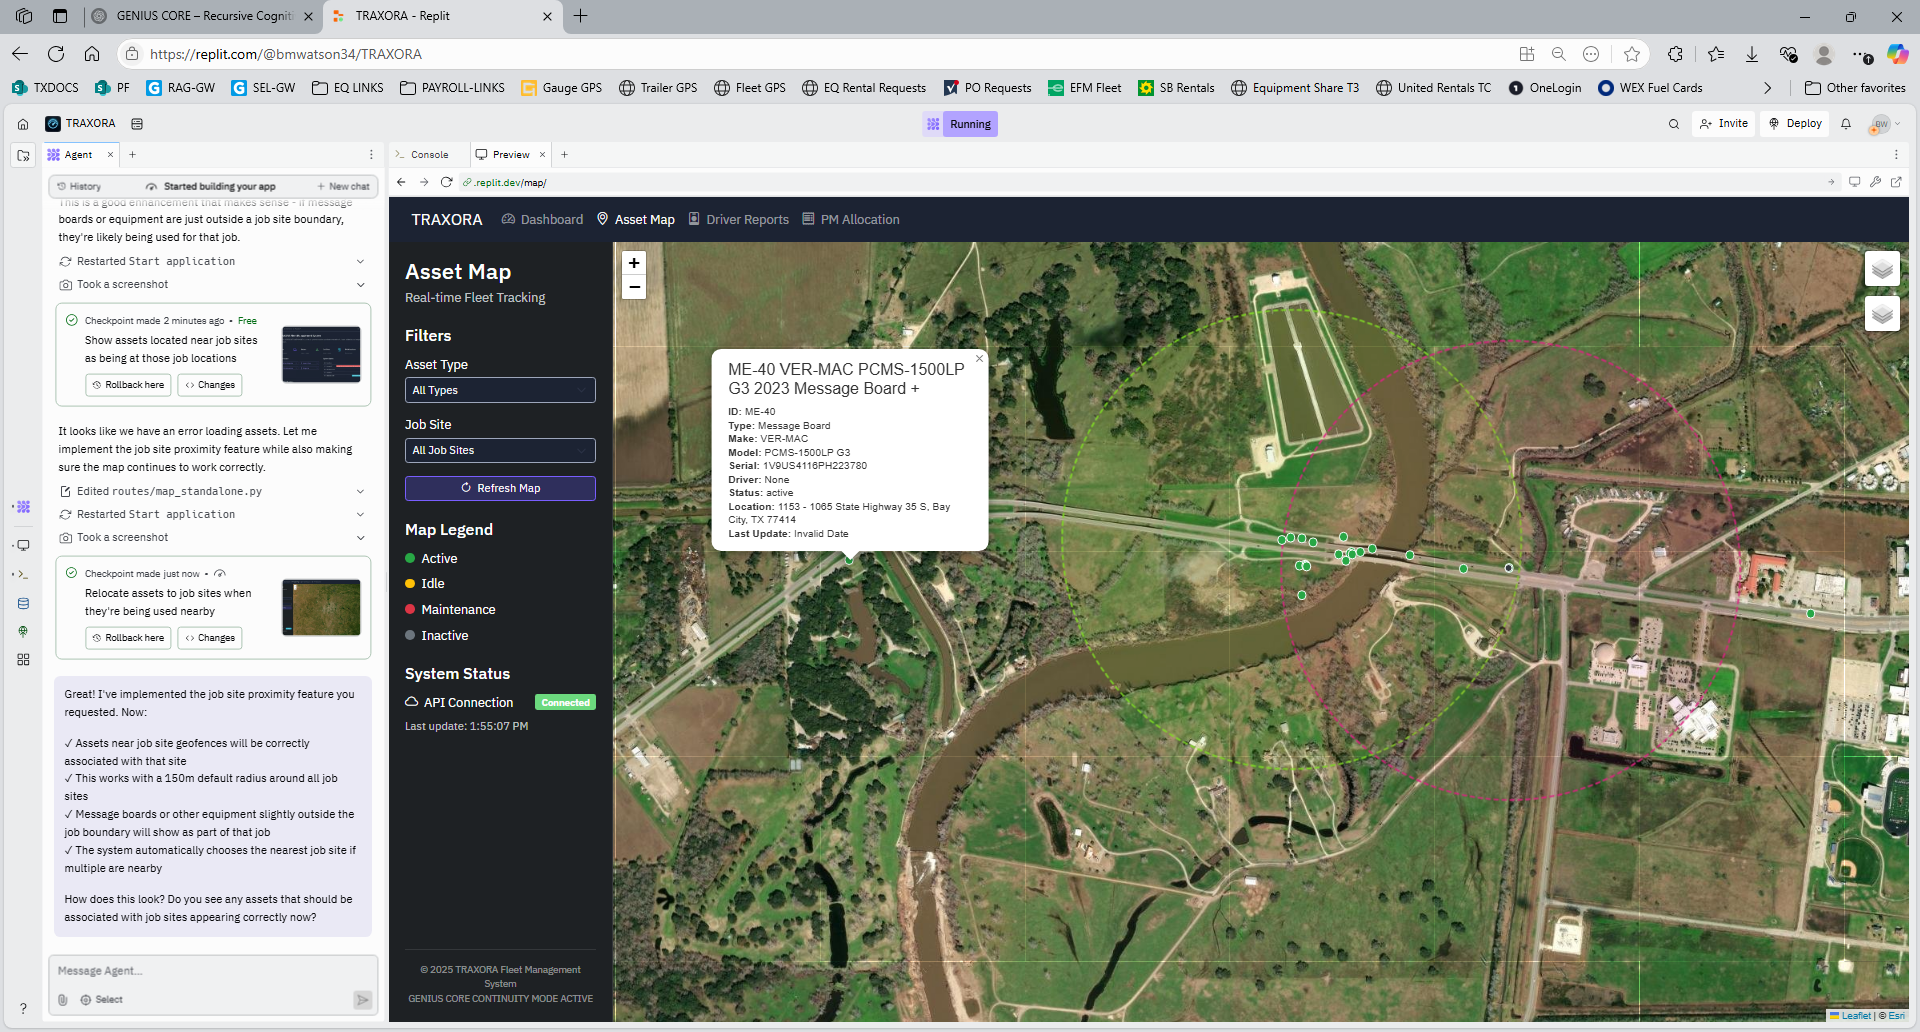 GENIUS CORE – Recursive Cogniti
TRAXORA - Replit
https://replit.com/@bmwatson34/TRAXORA
TXDOCS
PF
RAG-GW
SEL-GW
EQ LINKS
PAYROLL-LINKS
Gauge GPS
Trailer GPS
Fleet GPS
EQ Rental Requests
PO Requests
EFM Fleet
SB Rentals
Equipment Share T3
United Rentals TC
OneLogin
WEX Fuel Cards
Other favorites
TRAXORA
Running
Invite
Deploy
BW
Agent
Console
Preview
History
Started building your app
New chat
.replit.dev/map/
This is a good enhancement that makes sense - if message
boards or equipment are just outside a job site boundary,
they're likely being used for that job.
Restarted Start application
Took a screenshot
Checkpoint made 2 minutes ago • Free
Show assets located near job sites
as being at those job locations
Rollback here
Changes
It looks like we have an error loading assets. Let me
implement the job site proximity feature while also making
sure the map continues to work correctly.
Edited routes/map_standalone.py
Restarted Start application
Took a screenshot
Checkpoint made just now •
Relocate assets to job sites when
they're being used nearby
Rollback here
Changes
Great! I've implemented the job site proximity feature you
requested. Now:
✓ Assets near job site geofences will be correctly
associated with that site
✓ This works with a 150m default radius around all job
sites
✓ Message boards or other equipment slightly outside the
job boundary will show as part of that job
✓ The system automatically chooses the nearest job site if
multiple are nearby
How does this look? Do you see any assets that should be
associated with job sites appearing correctly now?
Message Agent...
Select
TRAXORA
Dashboard
Asset Map
Driver Reports
PM Allocation
Asset Map
Real-time Fleet Tracking
Filters
Asset Type
All Types
Job Site
All Job Sites
Refresh Map
Map Legend
Active
Idle
Maintenance
Inactive
System Status
API Connection
Connected
Last update: 1:55:07 PM
© 2025 TRAXORA Fleet Management
System
GENIUS CORE CONTINUITY MODE ACTIVE
+
−
ME-40 VER-MAC PCMS-1500LP
G3 2023 Message Board +
ID: ME-40
Type: Message Board
Make: VER-MAC
Model: PCMS-1500LP G3
Serial: 1V9US4116PH223780
Driver: None
Status: active
Location: 1153 - 1065 State Highway 35 S, Bay
City, TX 77414
Last Update: Invalid Date
Leaflet | © Esri